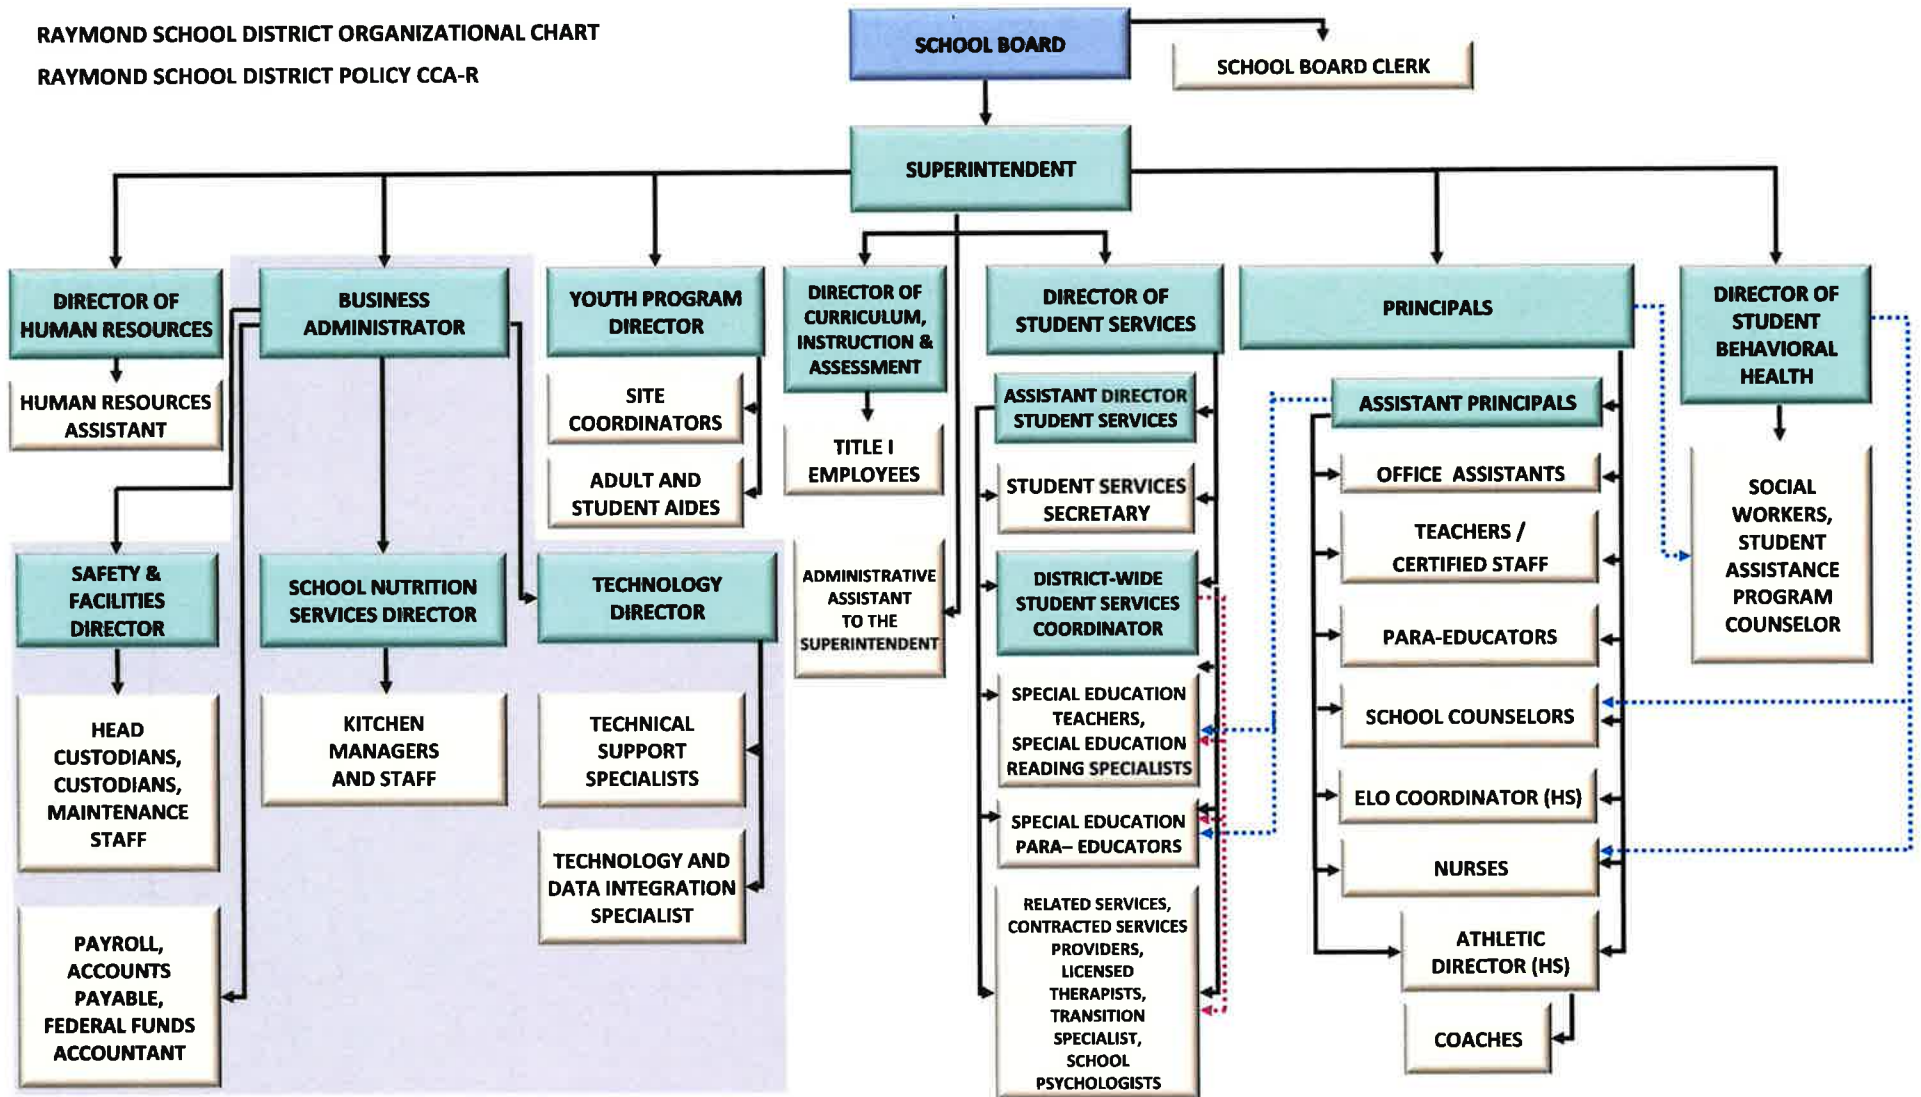 RAYMOND SCHOOL DISTRICT ORGANIZATIONAL CHART
RAYMOND SCHOOL DISTRICT POLICY CCA-R
SCHOOL BOARD
SCHOOL BOARD CLERK
SUPERINTENDENT
DIRECTOR OF
HUMAN RESOURCES
HUMAN RESOURCES
ASSISTANT
BUSINESS
ADMINISTRATOR
YOUTH PROGRAM
DIRECTOR
SITE
COORDINATORS
ADULT AND
STUDENT AIDES
DIRECTOR OF
CURRICULUM,
INSTRUCTION &
ASSESSMENT
TITLE I
EMPLOYEES
ADMINISTRATIVE
ASSISTANT
TO THE
SUPERINTENDENT
DIRECTOR OF
STUDENT SERVICES
ASSISTANT DIRECTOR
STUDENT SERVICES
STUDENT SERVICES
SECRETARY
DISTRICT-WIDE
STUDENT SERVICES
COORDINATOR
SPECIAL EDUCATION
TEACHERS,
SPECIAL EDUCATION
READING SPECIALISTS
SPECIAL EDUCATION
PARA– EDUCATORS
RELATED SERVICES,
CONTRACTED SERVICES
PROVIDERS,
LICENSED
THERAPISTS,
TRANSITION
SPECIALIST,
SCHOOL
PSYCHOLOGISTS
PRINCIPALS
ASSISTANT PRINCIPALS
OFFICE ASSISTANTS
TEACHERS /
CERTIFIED STAFF
PARA-EDUCATORS
SCHOOL COUNSELORS
ELO COORDINATOR (HS)
NURSES
ATHLETIC
DIRECTOR (HS)
COACHES
DIRECTOR OF
STUDENT
BEHAVIORAL
HEALTH
SOCIAL
WORKERS,
STUDENT
ASSISTANCE
PROGRAM
COUNSELOR
SAFETY &
FACILITIES
DIRECTOR
HEAD
CUSTODIANS,
CUSTODIANS,
MAINTENANCE
STAFF
PAYROLL,
ACCOUNTS
PAYABLE,
FEDERAL FUNDS
ACCOUNTANT
SCHOOL NUTRITION
SERVICES DIRECTOR
KITCHEN
MANAGERS
AND STAFF
TECHNOLOGY
DIRECTOR
TECHNICAL
SUPPORT
SPECIALISTS
TECHNOLOGY AND
DATA INTEGRATION
SPECIALIST